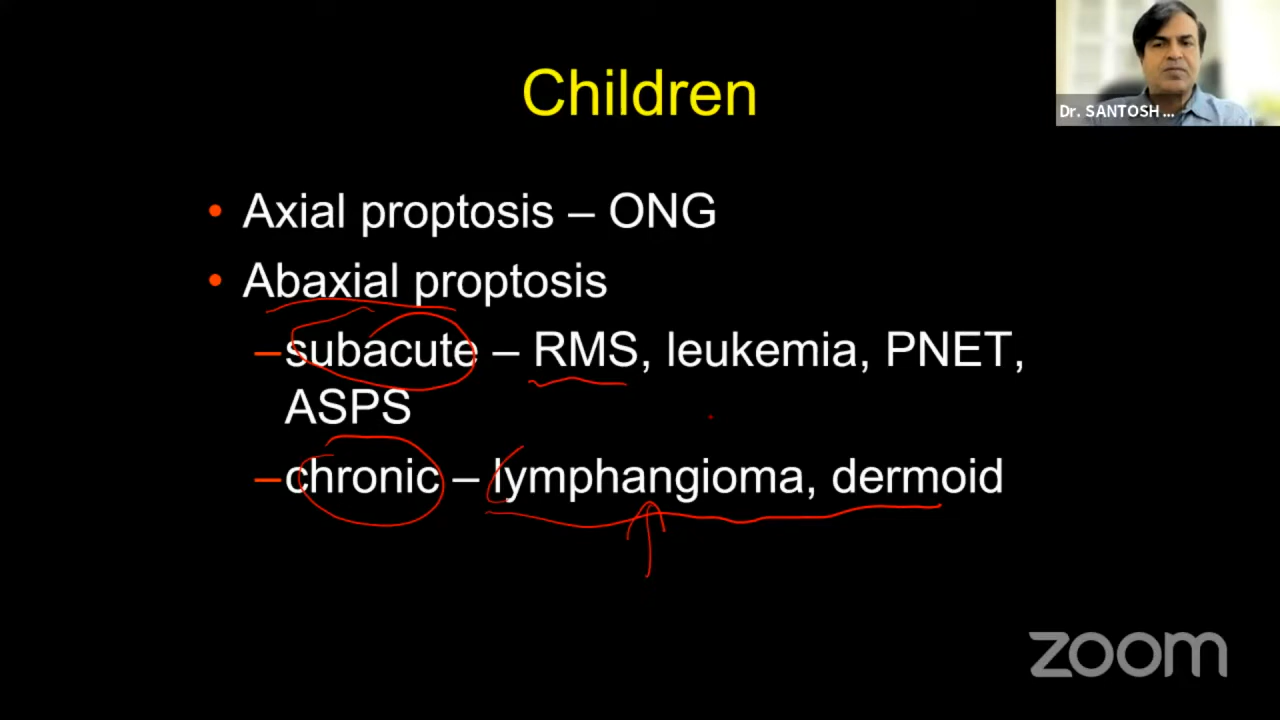 Children
Dr. SANTOSH ...
• Axial proptosis – ONG
• Abaxial proptosis
–subacute – RMS, leukemia, PNET,
ASPS
–chronic – lymphangioma, dermoid
zoom